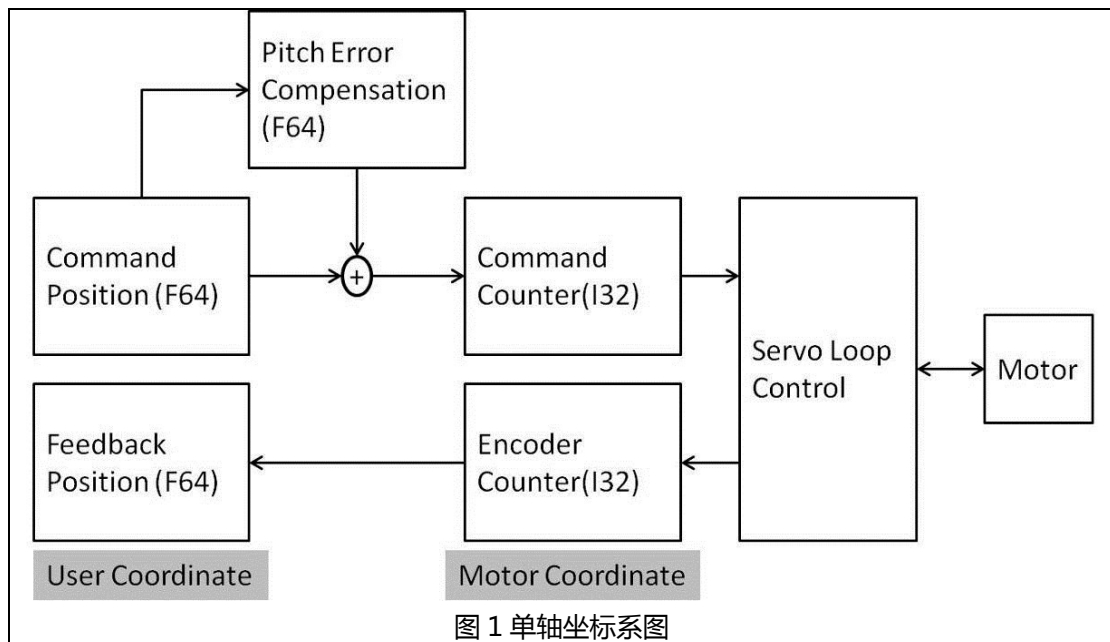 Pitch Error
Compensation
(F64)
Command
Position (F64)
+
Command
Counter(I32)
Servo Loop
Control
Motor
Feedback
Position (F64)
Encoder
Counter(I32)
User Coordinate
Motor Coordinate
图 1 单轴坐标系图